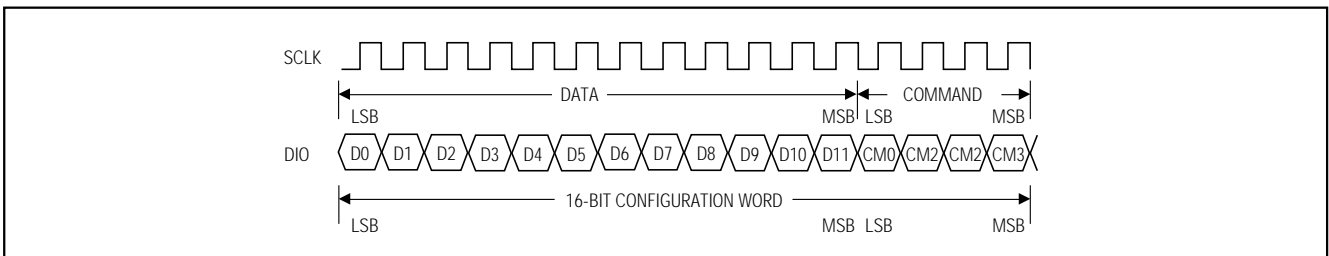 SCLK
DATA COMMAND
LSB MSB LSB MSB
DIO D0 D1 D2 D3 D4 D5 D6 D7 D8 D9 D10 D11 CM0 CM2 CM2 CM3
16-BIT CONFIGURATION WORD
LSB MSB LSB MSB